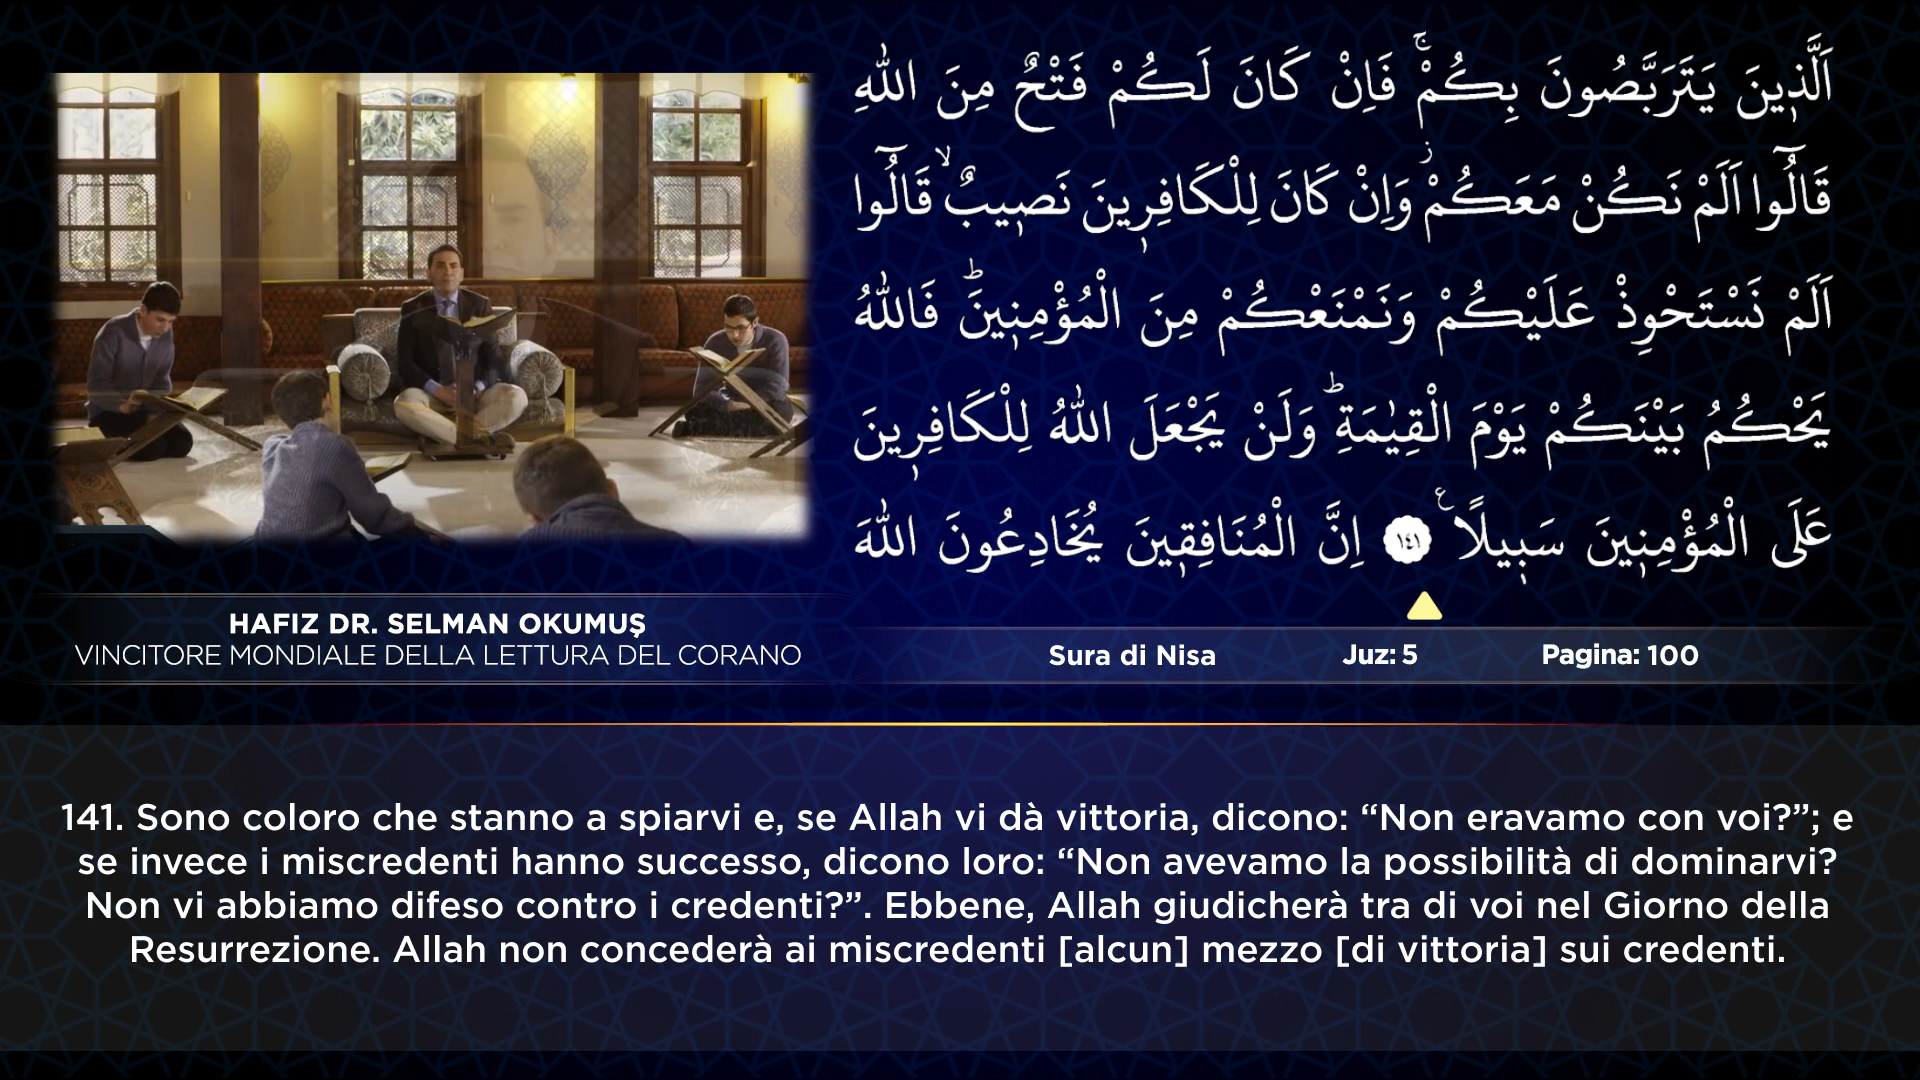 اَلَّذ۪ينَ يَتَرَبَّصُونَ بِكُمْۚ فَاِنْ كَانَ لَكُمْ فَتْحٌ مِنَ اللّٰهِ
قَالُٓوا اَلَمْ نَكُنْ مَعَكُمْۘ وَاِنْ كَانَ لِلْكَافِر۪ينَ نَص۪يبٌۙ قَالُٓوا
اَلَمْ نَسْتَحْوِذْ عَلَيْكُمْ وَنَمْنَعْكُمْ مِنَ الْمُؤْمِن۪ينَۜ فَاللّٰهُ
يَحْكُمُ بَيْنَكُمْ يَوْمَ الْقِيٰمَةِۜ وَلَنْ يَجْعَلَ اللّٰهُ لِلْكَافِر۪ينَ
عَلَى الْمُؤْمِن۪ينَ سَب۪يلًاࣖ ١٤١ اِنَّ الْمُنَافِق۪ينَ يُخَادِعُونَ اللّٰهَ
HAFIZ DR. SELMAN OKUMUŞ
VINCITORE MONDIALE DELLA LETTURA DEL CORANO
Sura di Nisa Juz: 5 Pagina: 100
141. Sono coloro che stanno a spiarvi e, se Allah vi dà vittoria, dicono: “Non eravamo con voi?”; e
se invece i miscredenti hanno successo, dicono loro: “Non avevamo la possibilità di dominarvi?
Non vi abbiamo difeso contro i credenti?”. Ebbene, Allah giudicherà tra di voi nel Giorno della
Resurrezione. Allah non concederà ai miscredenti [alcun] mezzo [di vittoria] sui credenti.